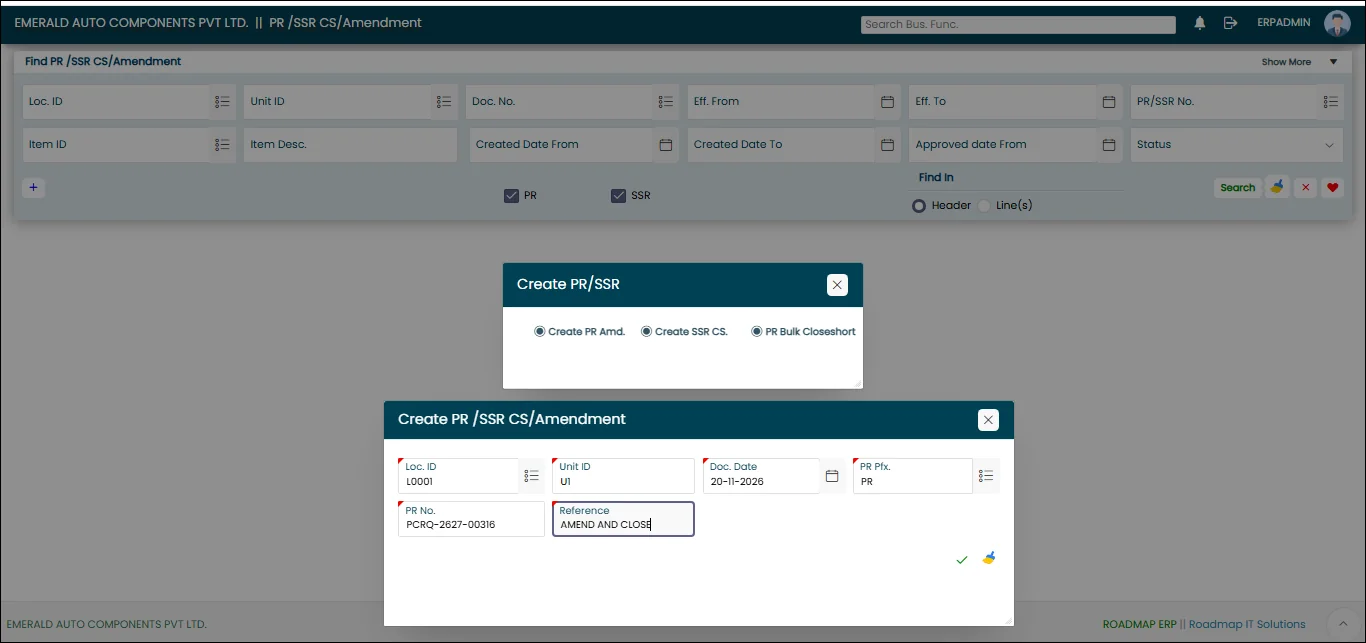 EMERALD AUTO COMPONENTS PVT LTD. || PR /SSR CS/Amendment
Search Bus. Func.
ERPADMIN
Find PR /SSR CS/Amendment
Show More
Loc. ID
Unit ID
Doc. No.
Eff. From
Eff. To
PR/SSR No.
Item ID
Item Desc.
Created Date From
Created Date To
Approved date From
Status
+
PR
SSR
Find In
Header
Line(s)
Search
Create PR/SSR
Create PR Amd.
Create SSR CS.
PR Bulk Closeshort
Create PR /SSR CS/Amendment
Loc. ID
L0001
Unit ID
U1
Doc. Date
20-11-2026
PR Pfx.
PR
PR No.
PCRQ-2627-00316
Reference
AMEND AND CLOSE
EMERALD AUTO COMPONENTS PVT LTD.
ROADMAP ERP || Roadmap IT Solutions